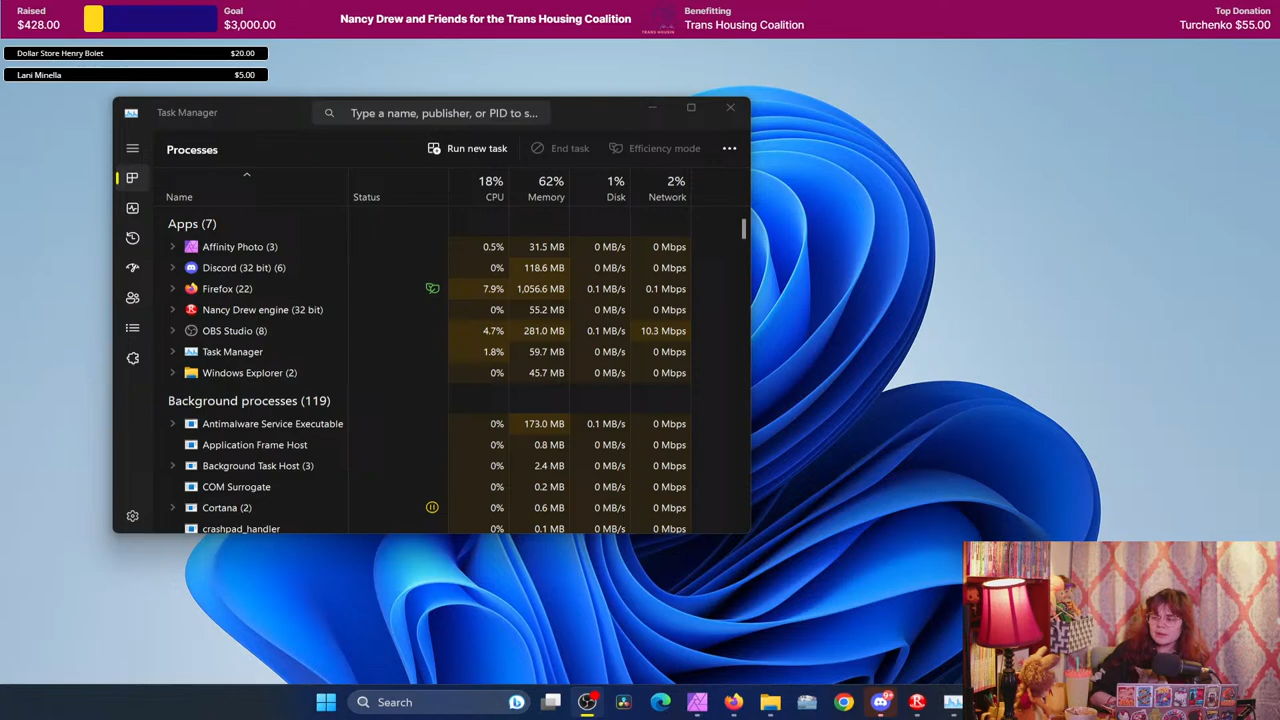 Raised
$428.00
Goal
$3,000.00
Nancy Drew and Friends for the Trans Housing Coalition
TRANS HOUSIN
Benefitting
Trans Housing Coalition
Top Donation
Turchenko $55.00
Dollar Store Henry Bolet $20.00
Lani Minella $5.00
Task Manager
Type a name, publisher, or PID to s...
Processes
Run new task
End task
Efficiency mode
18% 62% 1% 2%
Name Status CPU Memory Disk Network
Apps (7)
Affinity Photo (3) 0.5% 31.5 MB 0 MB/s 0 Mbps
Discord (32 bit) (6) 0% 118.6 MB 0 MB/s 0 Mbps
Firefox (22) 7.9% 1,056.6 MB 0.1 MB/s 0.1 Mbps
Nancy Drew engine (32 bit) 0% 55.2 MB 0 MB/s 0 Mbps
OBS Studio (8) 4.7% 281.0 MB 0.1 MB/s 10.3 Mbps
Task Manager 1.8% 59.7 MB 0 MB/s 0 Mbps
Windows Explorer (2) 0% 45.7 MB 0 MB/s 0 Mbps
Background processes (119)
Antimalware Service Executable 0% 173.0 MB 0.1 MB/s 0 Mbps
Application Frame Host 0% 0.8 MB 0 MB/s 0 Mbps
Background Task Host (3) 0% 2.4 MB 0 MB/s 0 Mbps
COM Surrogate 0% 0.2 MB 0 MB/s 0 Mbps
Cortana (2) 0% 0.6 MB 0 MB/s 0 Mbps
crashpad_handler 0% 0.1 MB 0 MB/s 0 Mbps
Search
9+
R